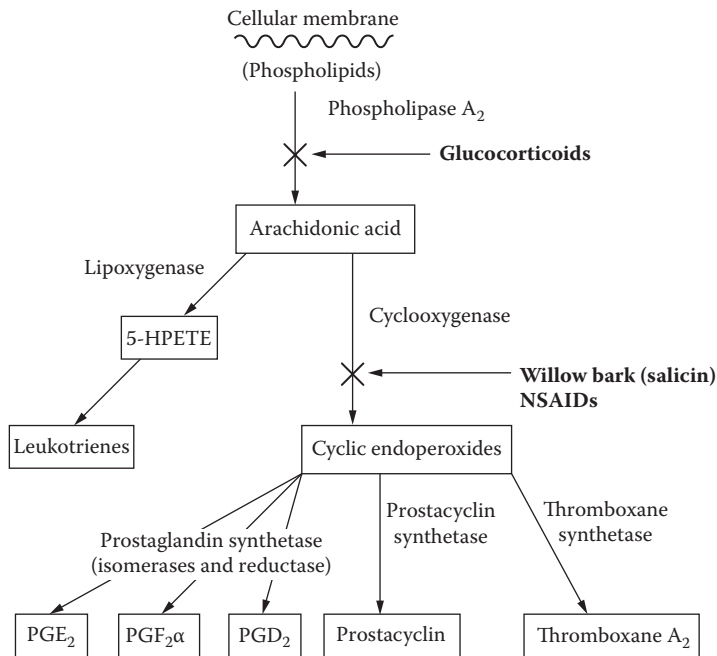 Cellular membrane
(Phospholipids)
Phospholipase A₂
Glucocorticoids
Arachidonic acid
Lipoxygenase
Cyclooxygenase
5-HPETE
Willow bark (salicin)
NSAIDs
Leukotrienes
Cyclic endoperoxides
Prostaglandin synthetase
(isomerases and reductase)
Prostacyclin
synthetase
Thromboxane
synthetase
PGE₂
PGF₂α
PGD₂
Prostacyclin
Thromboxane A₂